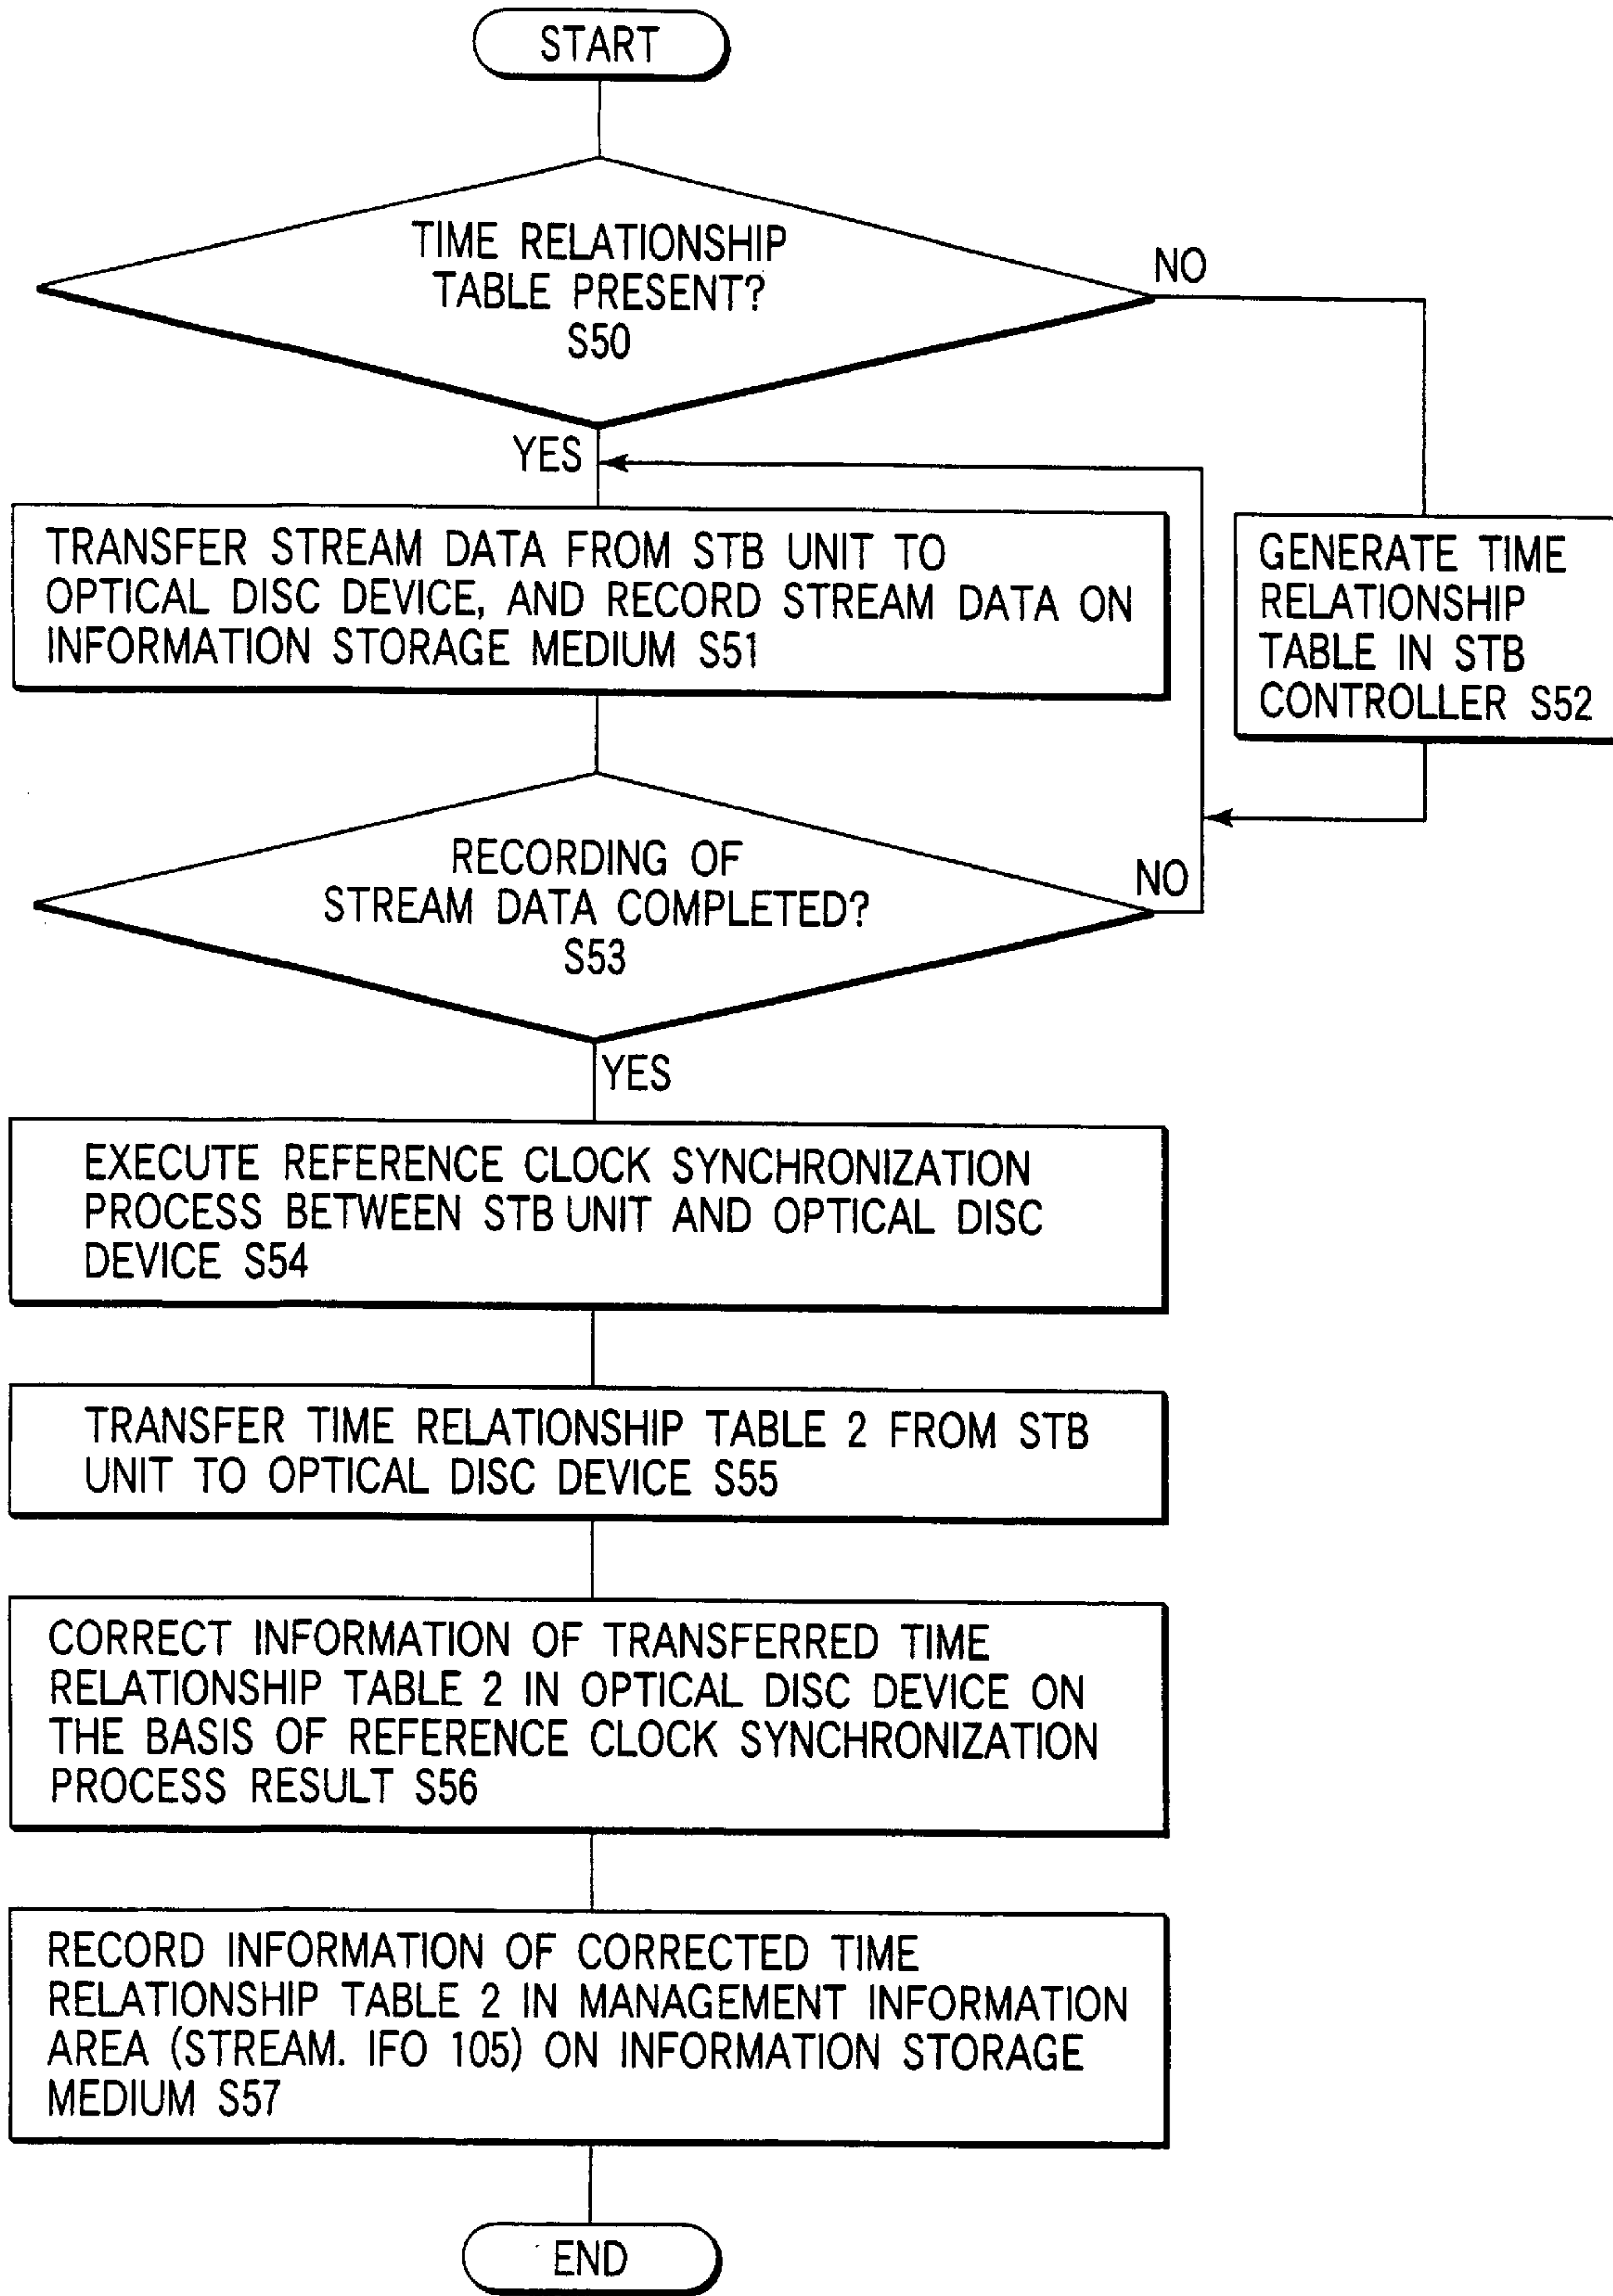 START
TIME RELATIONSHIP
TABLE PRESENT?
S50
NO
YES
TRANSFER STREAM DATA FROM STB UNIT TO
OPTICAL DISC DEVICE, AND RECORD STREAM DATA ON
INFORMATION STORAGE MEDIUM S51
GENERATE TIME
RELATIONSHIP
TABLE IN STB
CONTROLLER S52
RECORDING OF
STREAM DATA COMPLETED?
S53
NO
YES
EXECUTE REFERENCE CLOCK SYNCHRONIZATION
PROCESS BETWEEN STB UNIT AND OPTICAL DISC
DEVICE S54
TRANSFER TIME RELATIONSHIP TABLE 2 FROM STB
UNIT TO OPTICAL DISC DEVICE S55
CORRECT INFORMATION OF TRANSFERRED TIME
RELATIONSHIP TABLE 2 IN OPTICAL DISC DEVICE ON
THE BASIS OF REFERENCE CLOCK SYNCHRONIZATION
PROCESS RESULT S56
RECORD INFORMATION OF CORRECTED TIME
RELATIONSHIP TABLE 2 IN MANAGEMENT INFORMATION
AREA (STREAM. IFO 105) ON INFORMATION STORAGE
MEDIUM S57
END